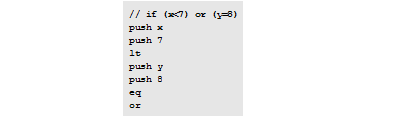 // if (x<7) or (y=8)
push x
push 7
lt
push y
push 8
eq
or